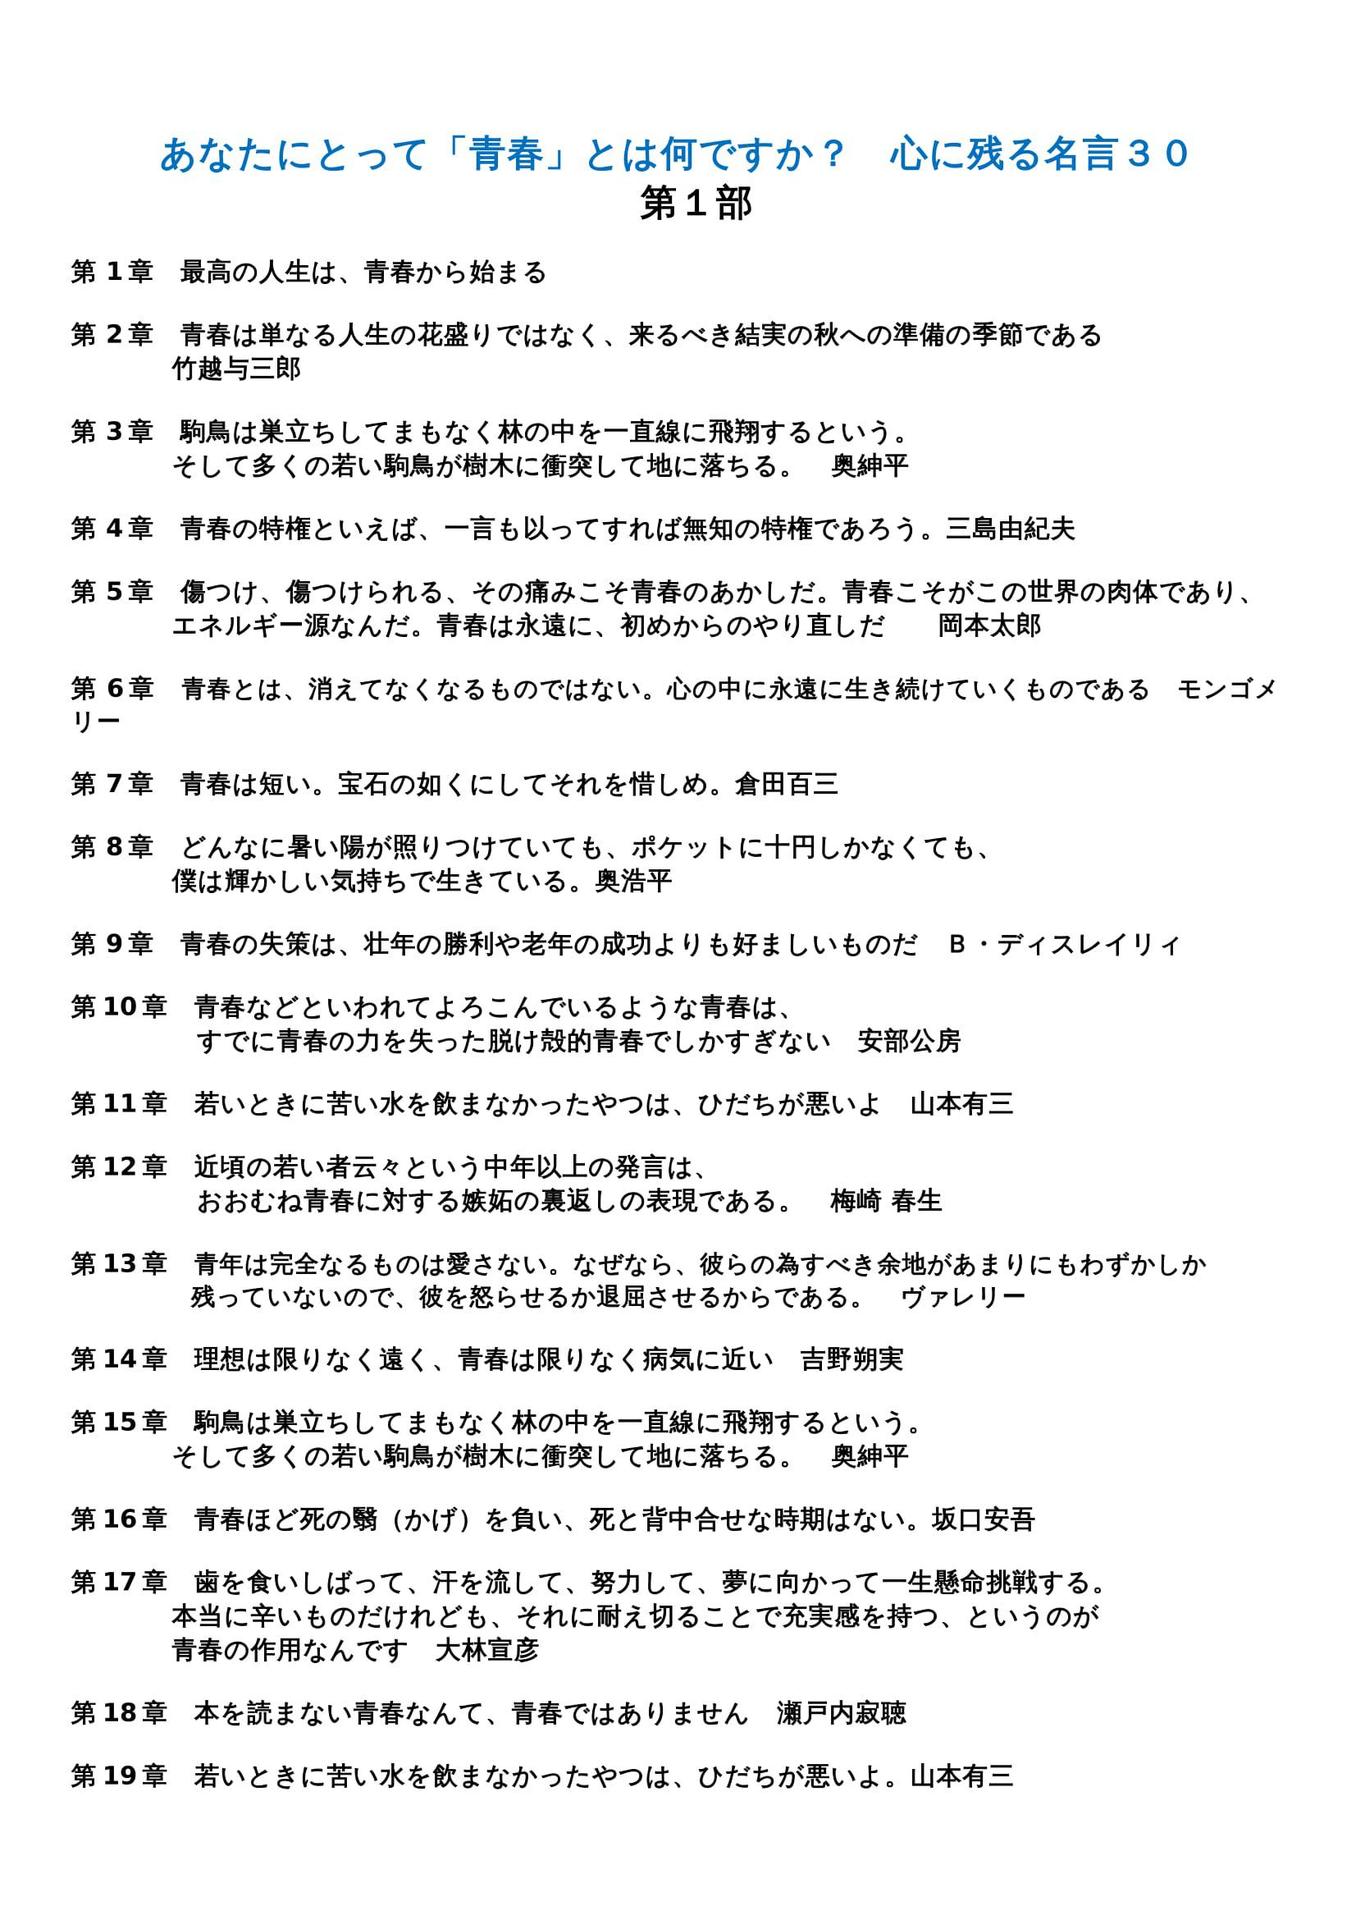 あなたにとって「青春」とは何ですか？　心に残る名言３０
第１部
第 1 章　最高の人生は、青春から始まる
第 2 章　青春は単なる人生の花盛りではなく、来るべき結実の秋への準備の季節である
竹越与三郎
第 3 章　駒鳥は巣立ちしてまもなく林の中を一直線に飛翔するという。
そして多くの若い駒鳥が樹木に衝突して地に落ちる。　奥紳平
第 4 章　青春の特権といえば、一言も以ってすれば無知の特権であろう。三島由紀夫
第 5 章　傷つけ、傷つけられる、その痛みこそ青春のあかしだ。青春こそがこの世界の肉体であり、
エネルギー源なんだ。青春は永遠に、初めからのやり直しだ　　岡本太郎
第 6 章　青春とは、消えてなくなるものではない。心の中に永遠に生き続けていくものである　モンゴメ
リー
第 7 章　青春は短い。宝石の如くにしてそれを惜しめ。倉田百三
第 8 章　どんなに暑い陽が照りつけていても、ポケットに十円しかなくても、
僕は輝かしい気持ちで生きている。奥浩平
第 9 章　青春の失策は、壮年の勝利や老年の成功よりも好ましいものだ　Ｂ・ディスレイリィ
第 10 章　青春などといわれてよろこんでいるような青春は、
すでに青春の力を失った脱け殻的青春でしかすぎない　安部公房
第 11 章　若いときに苦い水を飲まなかったやつは、ひだちが悪いよ　山本有三
第 12 章　近頃の若い者云々という中年以上の発言は、
おおむね青春に対する嫉妬の裏返しの表現である。　梅崎 春生
第 13 章　青年は完全なるものは愛さない。なぜなら、彼らの為すべき余地があまりにもわずかしか
残っていないので、彼を怒らせるか退屈させるからである。　ヴァレリー
第 14 章　理想は限りなく遠く、青春は限りなく病気に近い　吉野朔実
第 15 章　駒鳥は巣立ちしてまもなく林の中を一直線に飛翔するという。
そして多くの若い駒鳥が樹木に衝突して地に落ちる。　奥紳平
第 16 章　青春ほど死の翳（かげ）を負い、死と背中合せな時期はない。坂口安吾
第 17 章　歯を食いしばって、汗を流して、努力して、夢に向かって一生懸命挑戦する。
本当に辛いものだけれども、それに耐え切ることで充実感を持つ、というのが
青春の作用なんです　大林宣彦
第 18 章　本を読まない青春なんて、青春ではありません　瀬戸内寂聴
第 19 章　若いときに苦い水を飲まなかったやつは、ひだちが悪いよ。山本有三